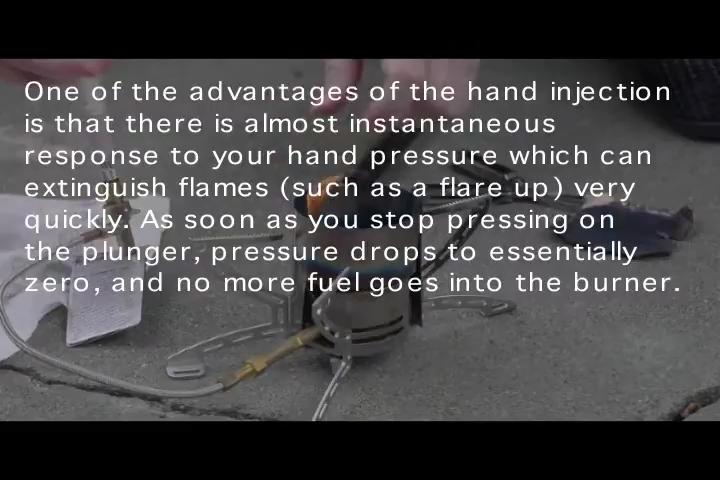 One of the advantages of the hand injection
is that there is almost instantaneous
response to your hand pressure which can
extinguish flames (such as a flare up) very
quickly. As soon as you stop pressing on
the plunger, pressure drops to essentially
zero, and no more fuel goes into the burner.